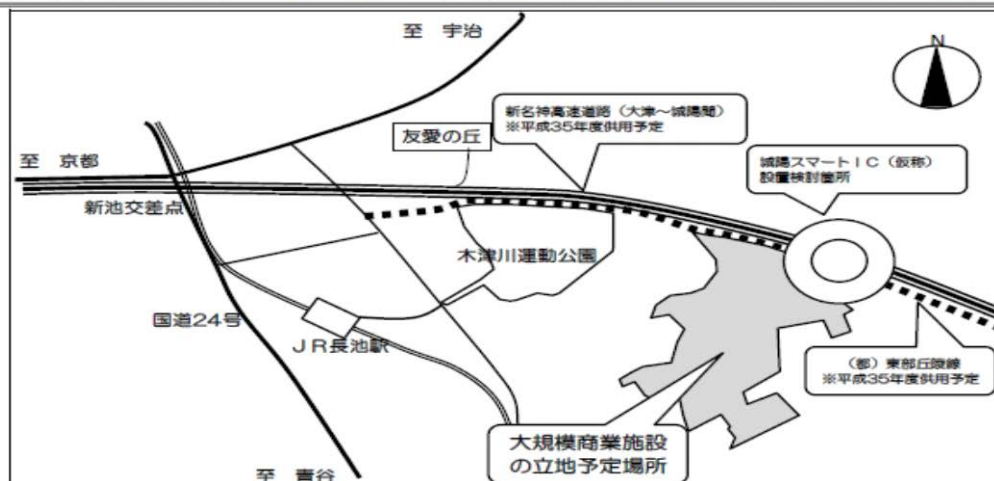 至 宇治
N
新名神高速道路（大津～城陽間）
※平成35年度供用予定
友愛の丘
至 京都
城陽スマートIC（仮称）
設置検討箇所
新池交差点
木津川運動公園
国道24号
JR長池駅
（都）東部丘陵線
※平成35年度供用予定
大規模商業施設
の立地予定場所
至 青谷